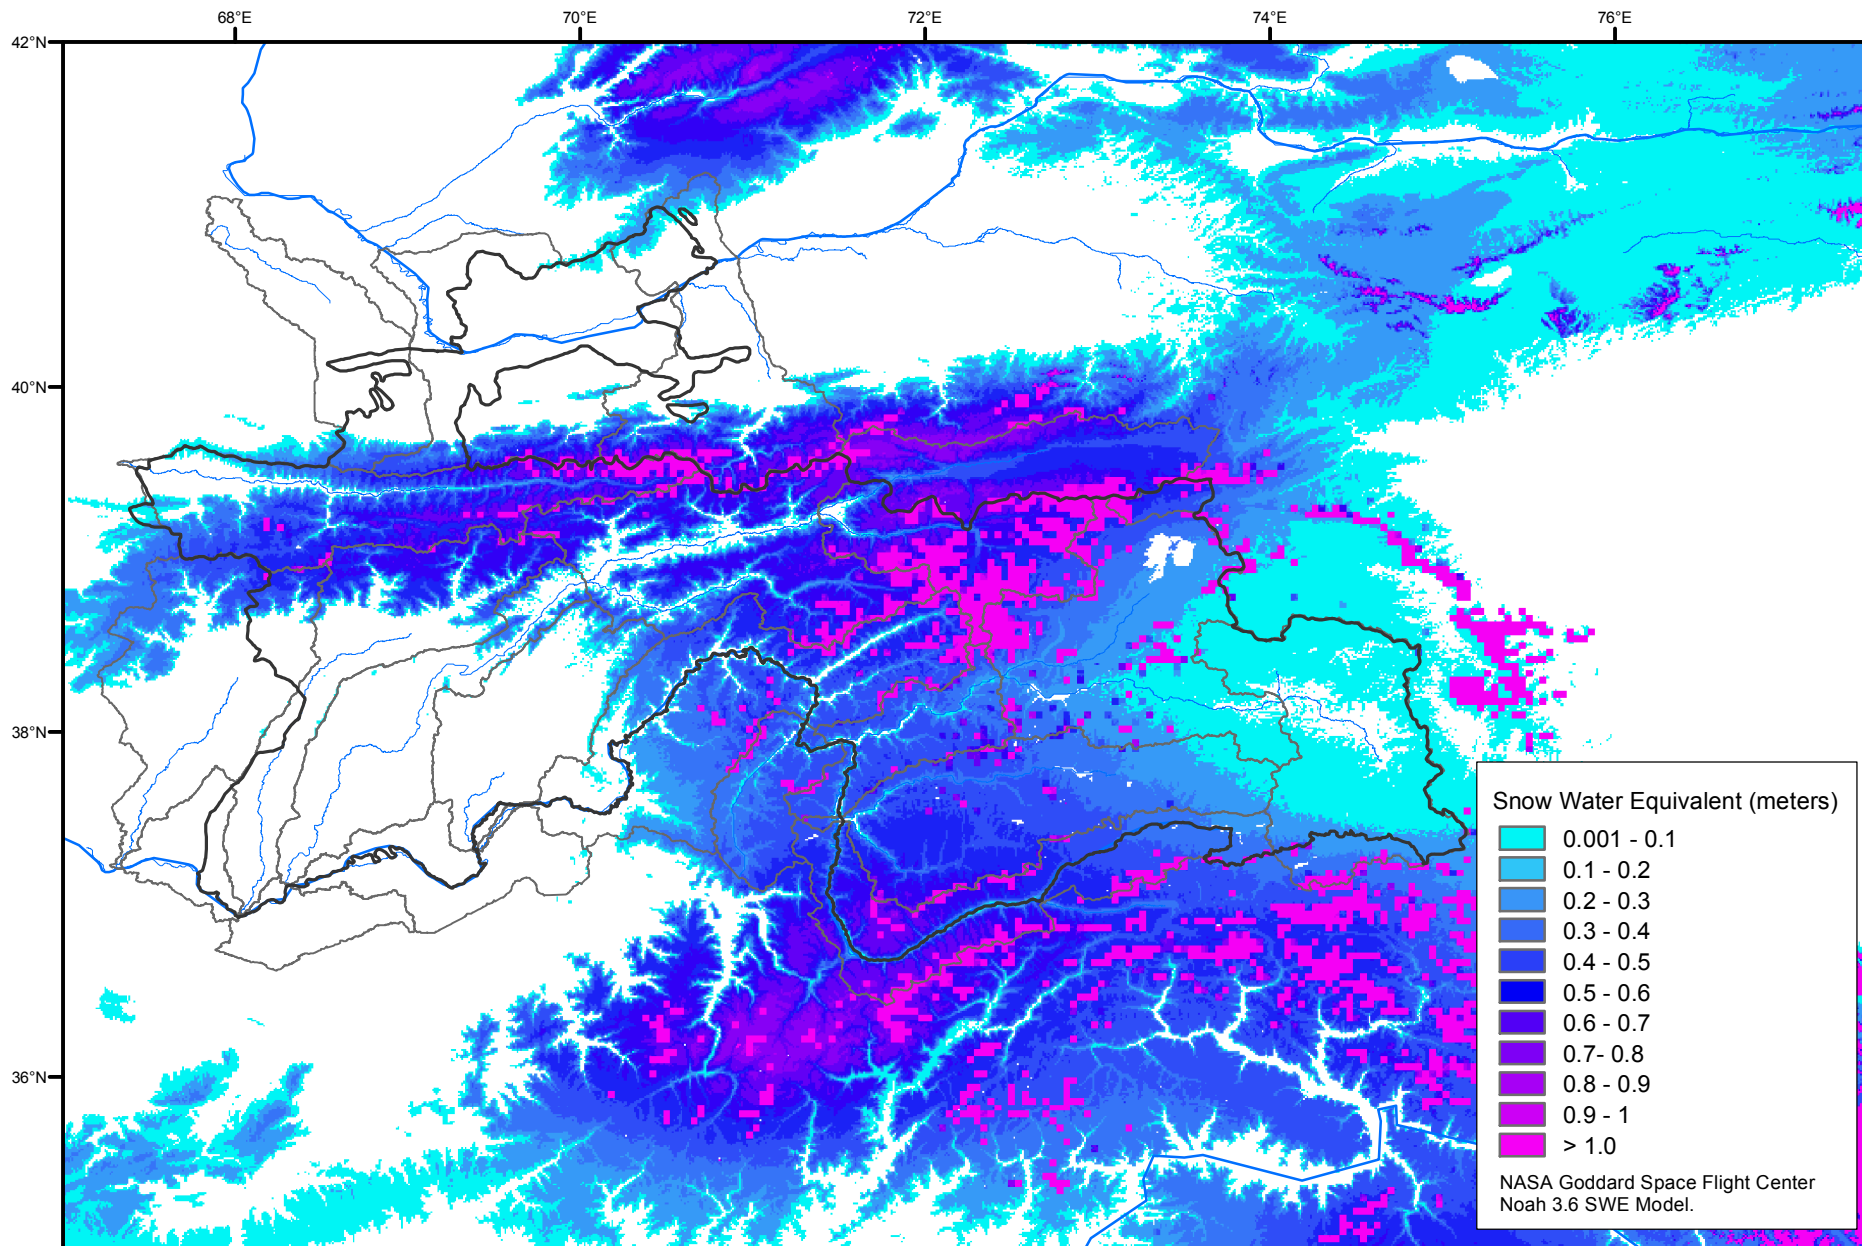 68°E 70°E 72°E 74°E 76°E
42°N
40°N
38°N
36°N
Snow Water Equivalent (meters)
0.001 - 0.1
0.1 - 0.2
0.2 - 0.3
0.3 - 0.4
0.4 - 0.5
0.5 - 0.6
0.6 - 0.7
0.7- 0.8
0.8 - 0.9
0.9 - 1
> 1.0
NASA Goddard Space Flight Center
Noah 3.6 SWE Model.